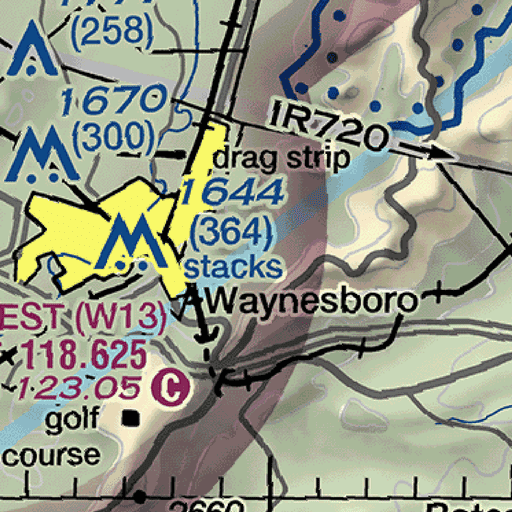 (258)
1670
(300)
IR720
drag strip
1644
(364)
stacks
Waynesboro
EST (W13)
118.625
123.05 C
golf
course
2660